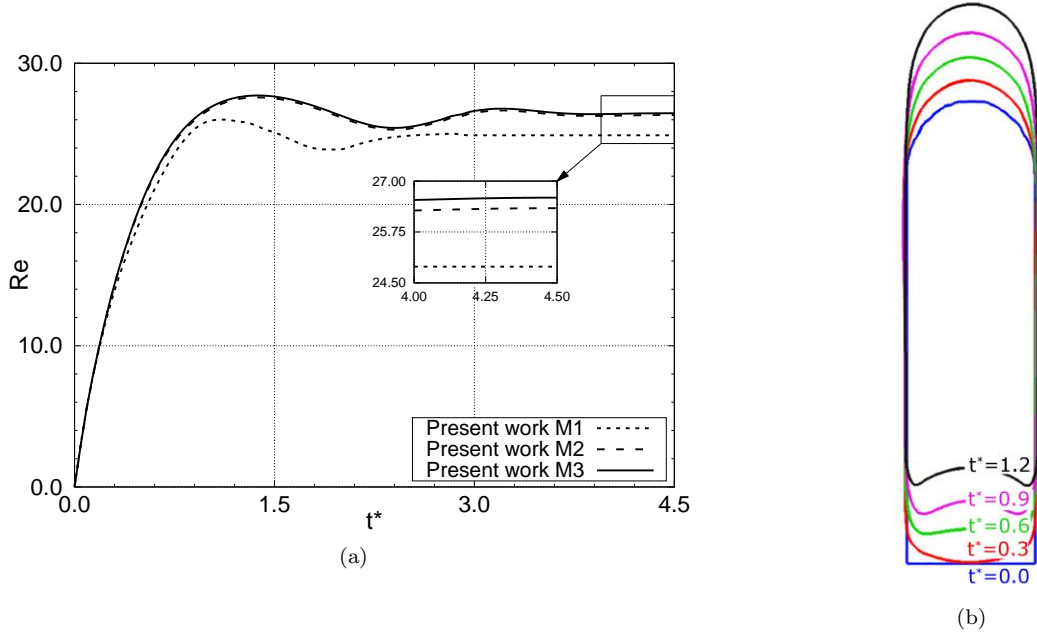 30.0
20.0
10.0
0.0
Re
27.00
25.75
24.50
4.00 4.25 4.50
Present work M1
Present work M2
Present work M3
0.0 1.5 3.0 4.5
t*
(a)
t*=1.2
t*=0.9
t*=0.6
t*=0.3
t*=0.0
(b)